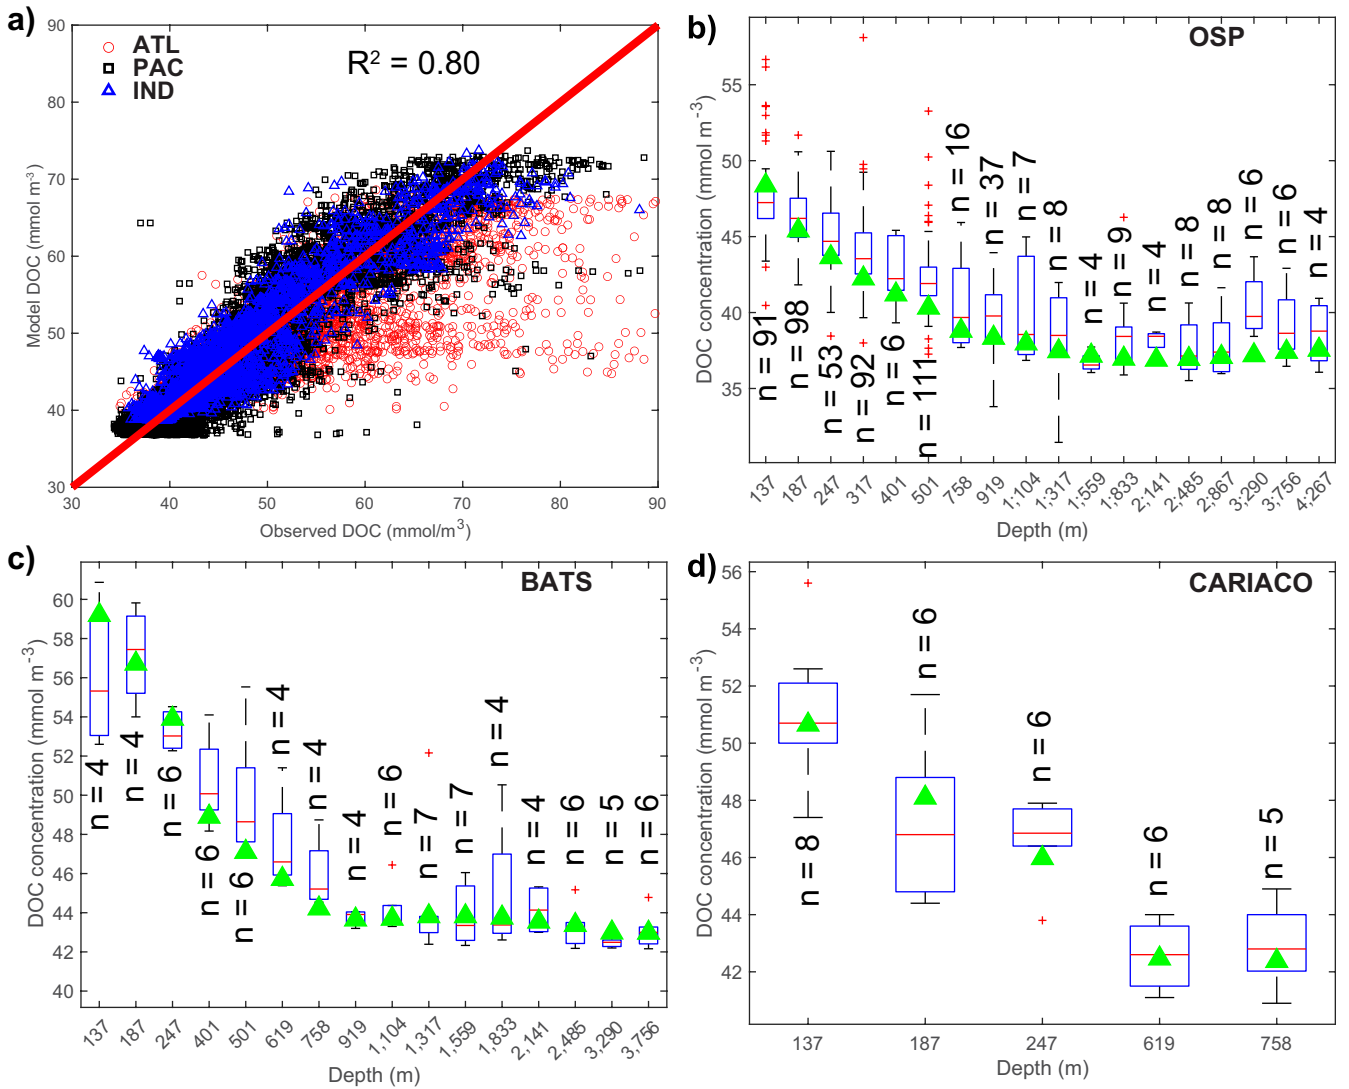 a)
ATL
PAC
IND
R² = 0.80
90
80
70
60
50
40
30
Model DOC (mmol m⁻³)
30 40 50 60 70 80 90
Observed DOC (mmol/m³)
b)
OSP
55
50
45
40
35
DOC concentration (mmol m⁻³)
n = 91
n = 98
n = 53
n = 92
n = 6
n = 111
n = 16
n = 37
n = 7
n = 8
n = 4
n = 9
n = 4
n = 8
n = 8
n = 6
n = 6
n = 4
137 187 247 317 401 501 758 919 1;104 1;317 1;559 1;833 2;141 2;485 2;867 3;290 3;756 4;267
Depth (m)
c)
BATS
60
58
56
54
52
50
48
46
44
42
40
DOC concentration (mmol m⁻³)
n = 4
n = 4
n = 6
n = 6
n = 6
n = 4
n = 4
n = 4
n = 6
n = 7
n = 7
n = 4
n = 4
n = 6
n = 5
n = 6
137 187 247 401 501 619 758 919 1,104 1;317 1,559 1,833 2,141 2,485 3,290 3,756
Depth (m)
d)
CARIACO
56
54
52
50
48
46
44
42
DOC concentration (mmol m⁻³)
n = 8
n = 6
n = 6
n = 6
n = 5
137 187 247 619 758
Depth (m)